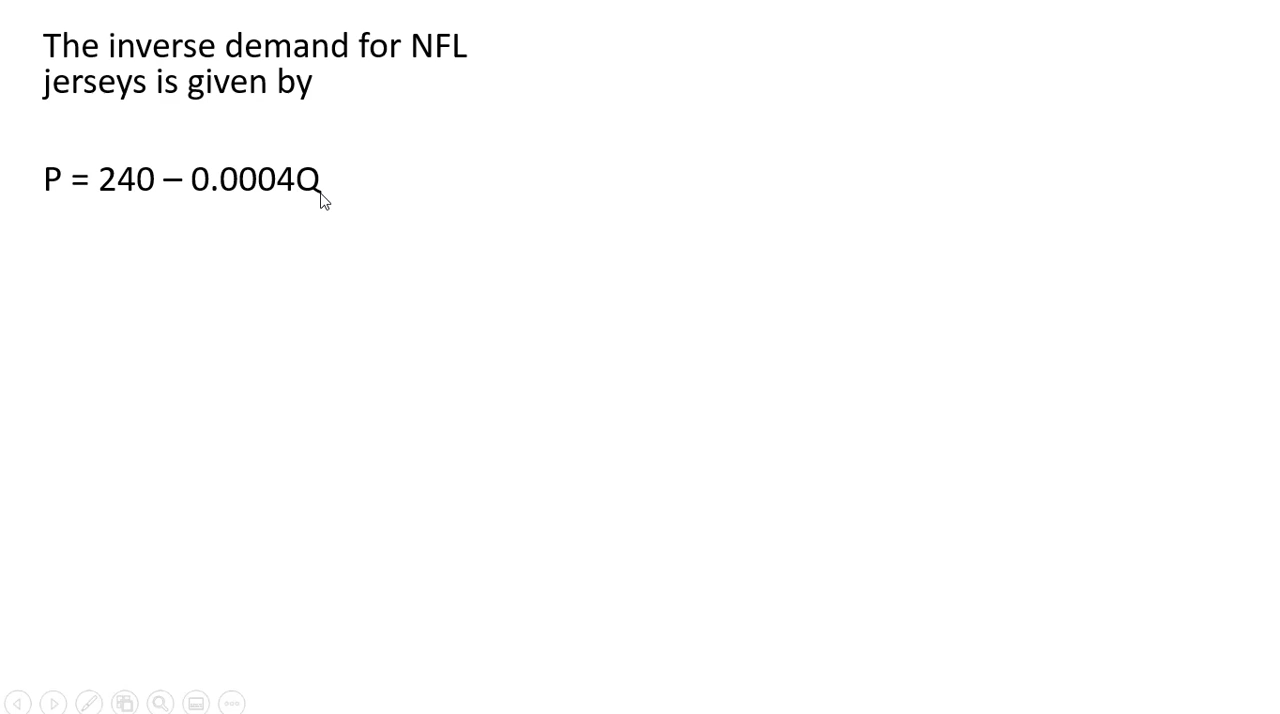 The inverse demand for NFL
jerseys is given by
P = 240 – 0.0004Q